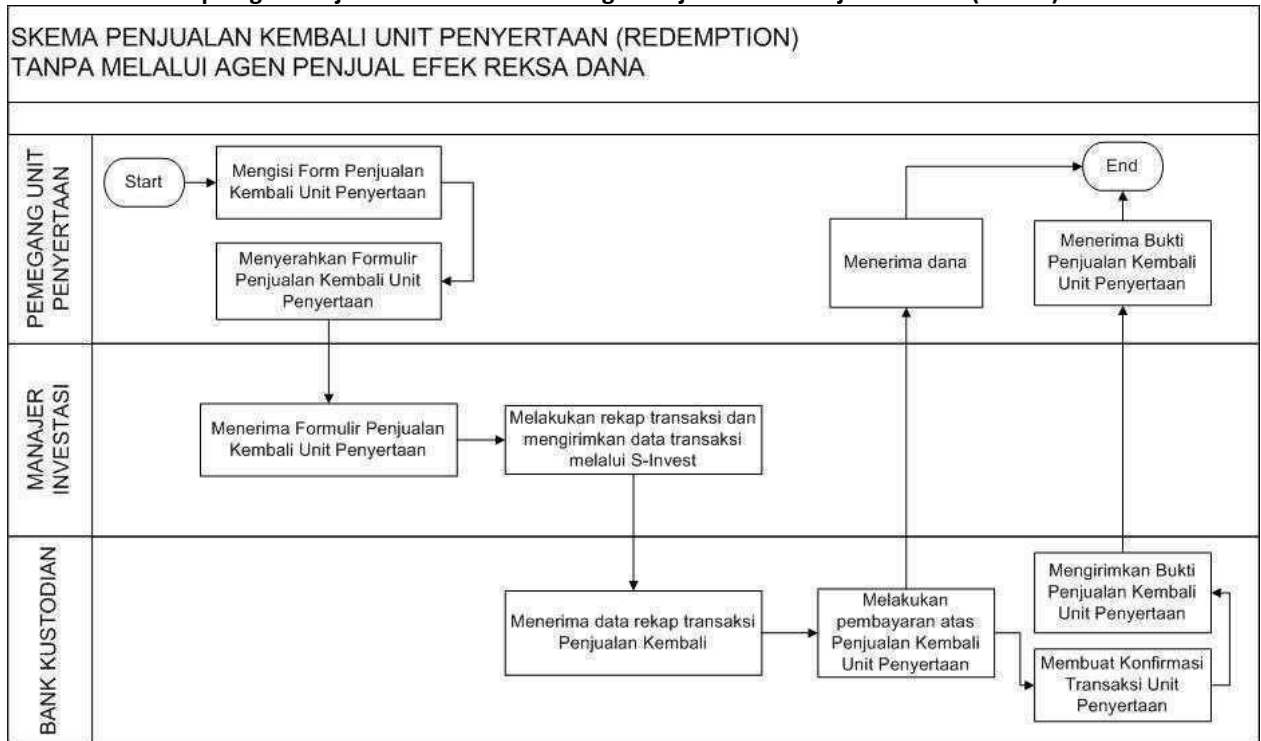 SKEMA PENJUALAN KEMBALI UNIT PENYERTAAN (REDEMPTION)
TANPA MELALUI AGEN PENJUAL EFEK REKSA DANA
PEMEGANG UNIT
PENYERTAAN
Start
Mengisi Form Penjualan
Kembali Unit Penyertaan
Menyerahkan Formulir
Penjualan Kembali Unit
Penyertaan
Menerima dana
End
Menerima Bukti
Penjualan Kembali
Unit Penyertaan
MANAJER
INVESTASI
Menerima Formulir Penjualan
Kembali Unit Penyertaan
Melakukan rekap transaksi dan
mengirimkan data transaksi
melalui S-Invest
BANK KUSTODIAN
Menerima data rekap transaksi
Penjualan Kembali
Melakukan
pembayaran atas
Penjualan Kembali
Unit Penyertaan
Mengirimkan Bukti
Penjualan Kembali
Unit Penyertaan
Membuat Konfirmasi
Transaksi Unit
Penyertaan